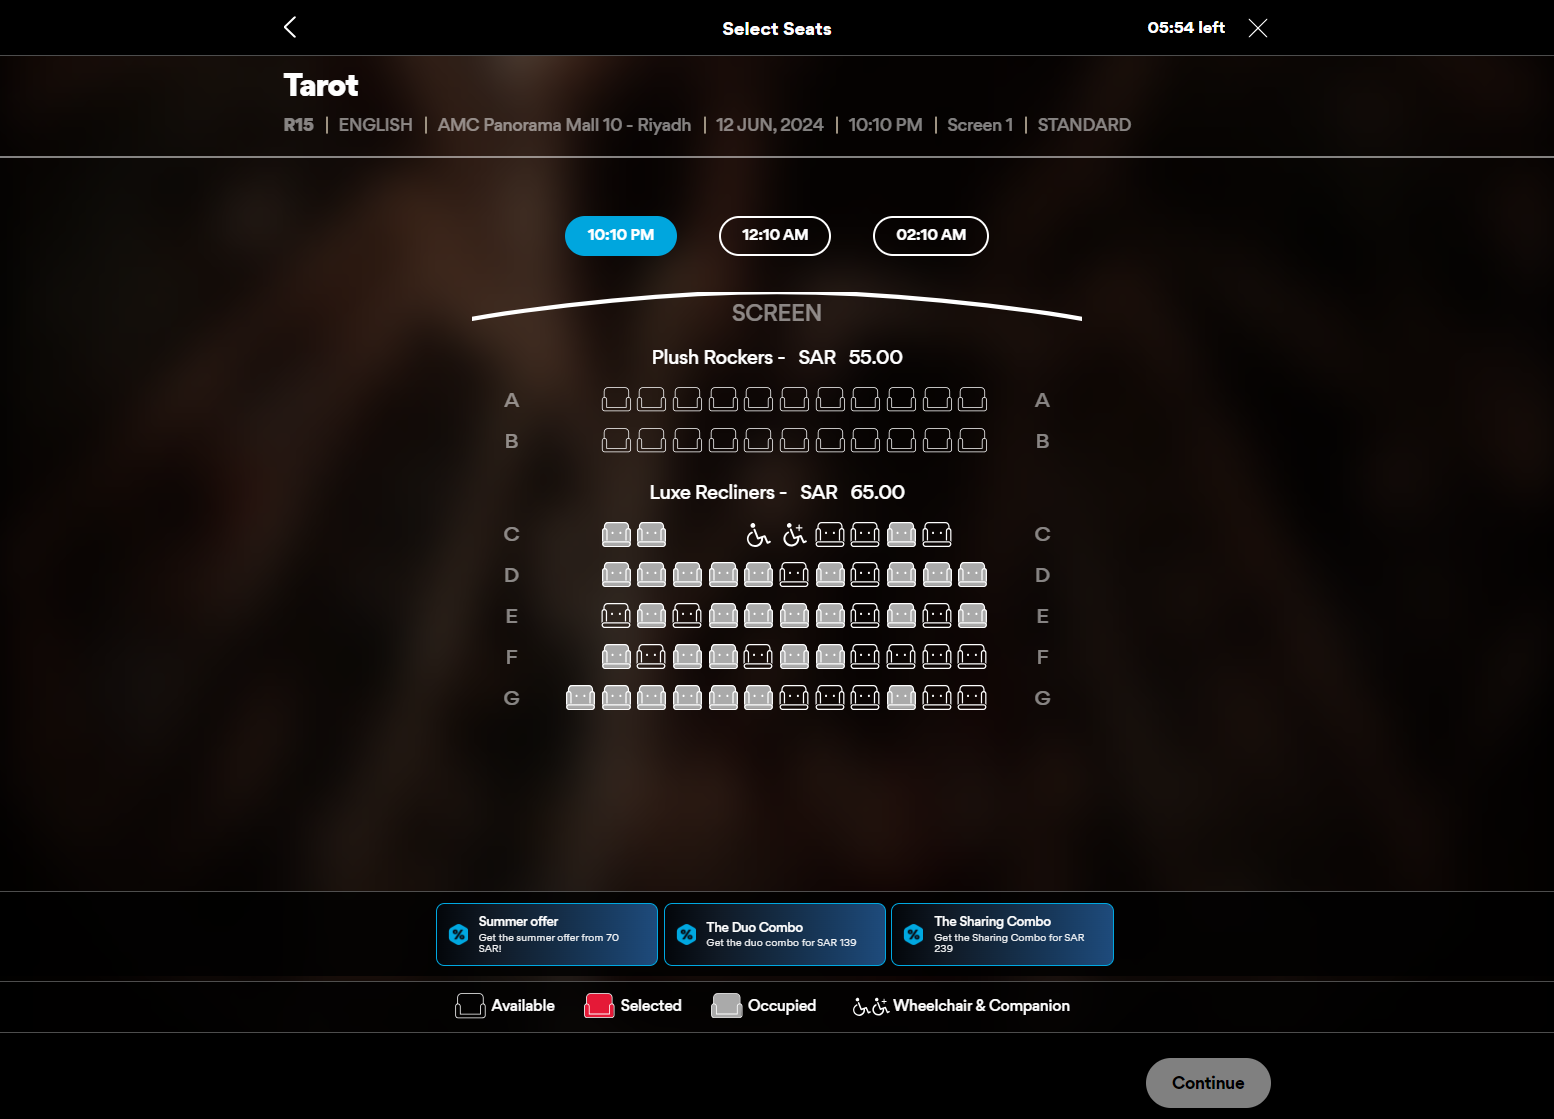 Select Seats
05:54 left
Tarot
R15 | ENGLISH | AMC Panorama Mall 10 - Riyadh | 12 JUN, 2024 | 10:10 PM | Screen 1 | STANDARD
10:10 PM
12:10 AM
02:10 AM
SCREEN
Plush Rockers - SAR 55.00
A A
B B
Luxe Recliners - SAR 65.00
C C
D D
E E
F F
G G
Summer offer
Get the summer offer from 70
SAR!
The Duo Combo
Get the duo combo for SAR 139
The Sharing Combo
Get the Sharing Combo for SAR
239
Available
Selected
Occupied
Wheelchair & Companion
Continue